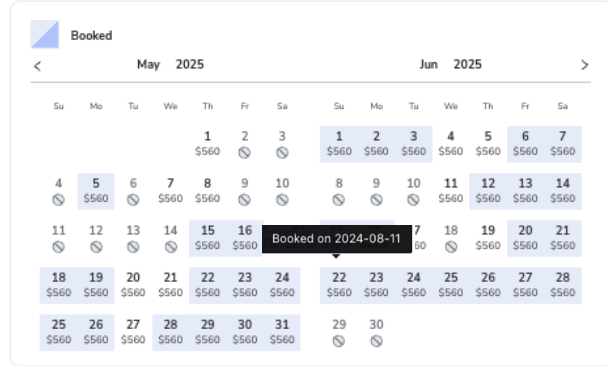 Booked
May 2025 Jun 2025
Su Mo Tu We Th Fr Sa Su Mo Tu We Th Fr Sa
1 2 3 1 2 3 4 5 6 7
$560 $560 $560 $560 $560 $560 $560 $560
4 5 6 7 8 9 10 8 9 10 11 12 13 14
$560 $560 $560 $560 $560 $560 $560
11 12 13 14 15 16 18 19 20 21
Booked on 2024-08-11
$560 $560 $560 $560 $560
18 19 20 21 22 23 24 22 23 24 25 26 27 28
$560 $560 $560 $560 $560 $560 $560 $560 $560 $560 $560 $560 $560 $560
25 26 27 28 29 30 31 29 30
$560 $560 $560 $560 $560 $560 $560